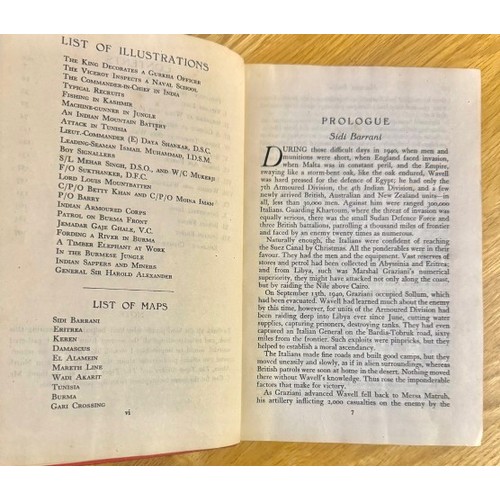 LIST OF ILLUSTRATIONS
THE KING DECORATES A GURKHA OFFICER
THE VICEROY INSPECTS A NAVAL SCHOOL
THE COMMANDER-IN-CHIEF IN INDIA
TYPICAL RECRUITS
FISHING IN KASHMIR
MACHINE-GUNNER IN JUNGLE
AN INDIAN MOUNTAIN BATTERY
ATTACK IN TUNISIA
LIEUT.-COMMANDER (E) DAYA SHANKAR, D.S.C.
LEADING-SEAMAN ISMAIL MUHAMMAD, I.D.S.M.
BOY SIGNALLERS
S/L MEHAR SINGH, D.S.O., AND W/C MUKERJI
F/O SUKTHANKER, D.F.C.
LORD LOUIS MOUNTBATTEN
C/P/O BETTY KHAN AND C/P/O MOINA IMAM
C/P/O BARRY
INDIAN ARMOURED CORPS
PATROL ON BURMA FRONT
JEMADAR GAJE GHALE, V.C.
FORDING A RIVER IN BURMA
A TIMBER ELEPHANT AT WORK
IN THE BURMESE JUNGLE
INDIAN SAPPERS AND MINERS
GENERAL SIR HAROLD ALEXANDER
LIST OF MAPS
SIDI BARRANI
ERITREA
KEREN
DAMASCUS
EL ALAMEIN
MARETH LINE
WADI AKARIT
TUNISIA
BURMA
GARI CROSSING
vi
PROLOGUE
Sidi Barrani
DURING those difficult days in 1940, when men and
munitions were short, when England faced invasion,
when Malta was in constant peril, and the Empire,
swaying like a storm-bent oak, like the oak endured, Wavell
was hard pressed for the defence of Egypt; he had only the
7th Armoured Division, the 4th Indian Division, and a few
newly arrived British, Australian and New Zealand units—in
all, less than 30,000 men. Against him were ranged 300,000
Italians. Guarding Khartoum, where the threat of invasion was
equally serious, there was the small Sudan Defence Force and
three British battalions, patrolling a thousand miles of frontier
and faced by an enemy twenty times as numerous.
Naturally enough, the Italians were confident of reaching
the Suez Canal by Christmas. All the ponderables were in their
favour. They had the men and the equipment. Vast reserves of
stores and petrol had been collected in Abyssinia and Eritrea;
and from Libya, such was Marshal Graziani's numerical
superiority, they might have attacked not only along the coast,
but by raiding the Nile above Cairo.
On September 13th, 1940, Graziani occupied Sollum, which
had been evacuated. Wavell had learned much about the enemy
by this time, however, for units of the Armoured Division had
been driving deep into Libya ever since June, cutting water
supplies, capturing prisoners, destroying tanks. They had even
captured an Italian General on the Bardia-Tobruk road, sixty
miles from the frontier. Such exploits were pinpricks, but they
helped to establish a moral ascendancy.
The Italians made fine roads and built good camps, but they
moved uneasily and slowly, as if in alien surroundings, whereas
British patrols were soon at home in the desert. Nothing moved
there without Wavell's knowledge. Thus rose the imponderable
factors that make for victory.
As Graziani advanced Wavell fell back to Mersa Matruh,
his artillery inflicting 2,000 casualties on the enemy by the
7